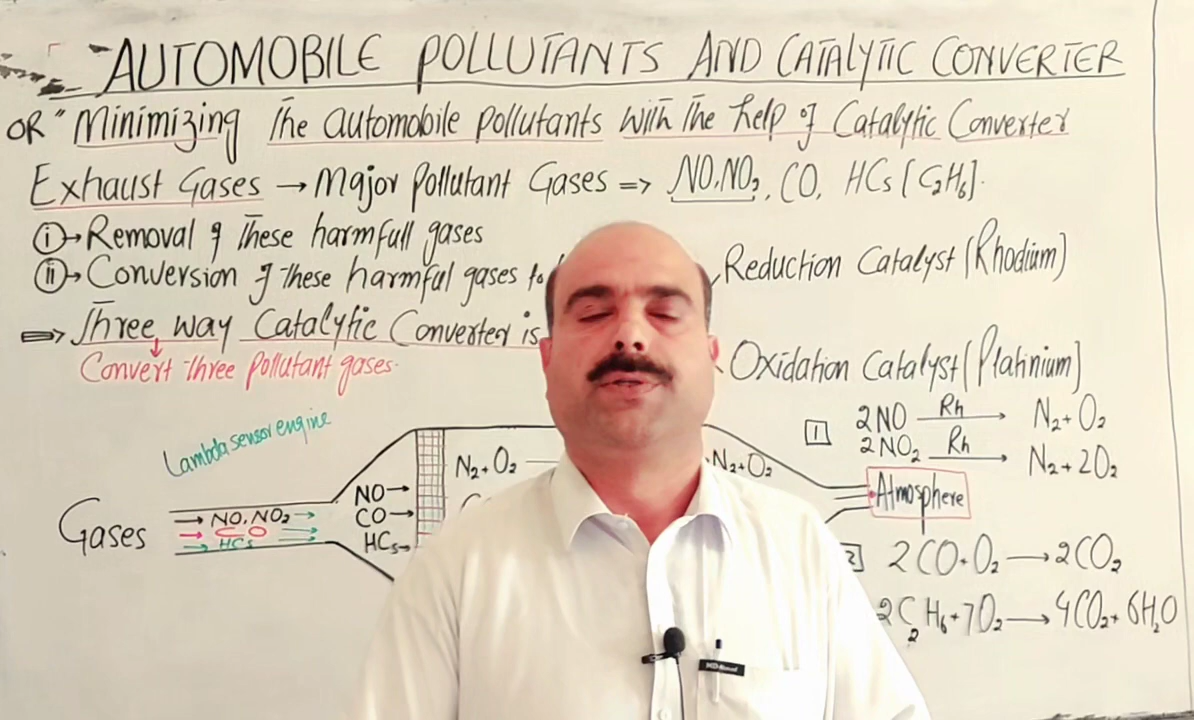 AUTOMOBILE POLLUTANTS AND CATALYTIC CONVERTER
OR "Minimizing The automobile pollutants with the help of Catalytic Converter
Exhaust Gases → Major pollutant Gases => NO, NO₂, CO, HCs [C₂H₆].
(i)→ Removal of These harmfull gases
(ii)→ Conversion of these harmful gases to
Reduction Catalyst (Rhodium)
⇒ Three way Catalytic Converter is
Convert three pollutant gases.
Oxidation Catalyst (Platinium)
1 2NO —Rh→ N₂+O₂
2NO₂ —Rh→ N₂+2O₂
Lambda sensor engine
N₂+O₂
N₂+O₂
Gases
→ NO, NO₂ →
→ CO →
→ HCs →
NO→
CO→
HCs→
Atmosphere
2 2CO+O₂ → 2CO₂
2C₂H₆+7O₂ → 4CO₂+6H₂O